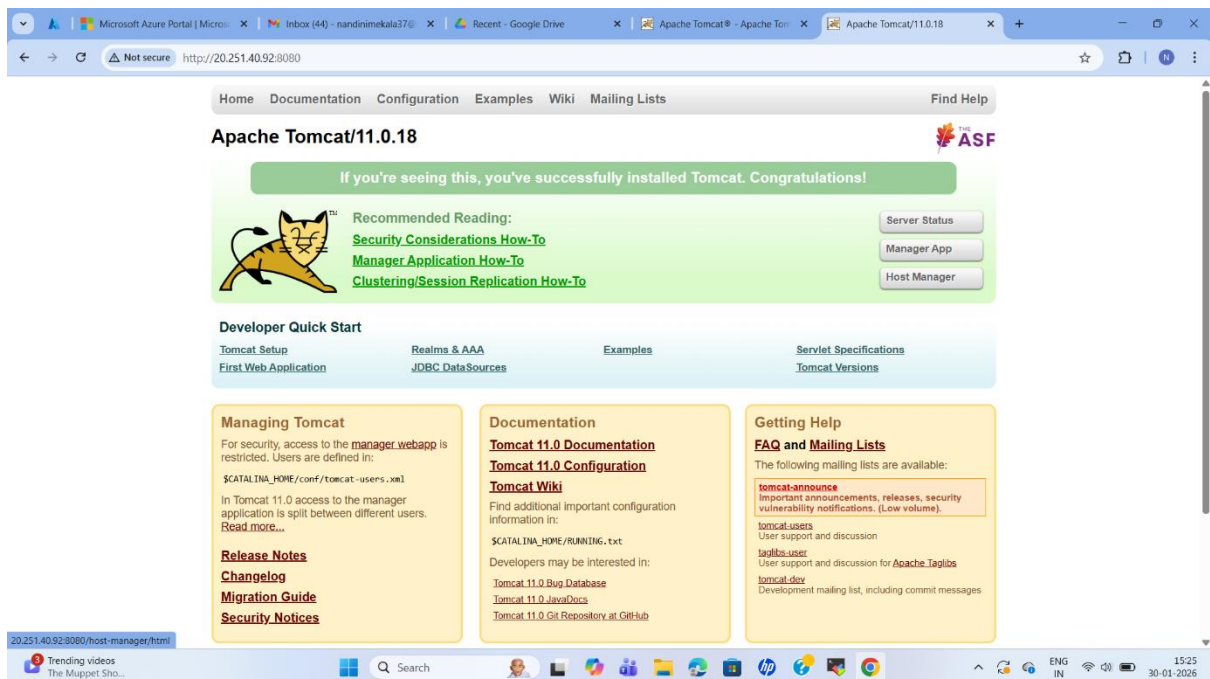 Microsoft Azure Portal | Micros
Inbox (44) - nandinimekala37@
Recent - Google Drive
Apache Tomcat® - Apache Tom
Apache Tomcat/11.0.18
Not secure http://20.251.40.92:8080
N
Home Documentation Configuration Examples Wiki Mailing Lists Find Help
Apache Tomcat/11.0.18
THE
ASF
If you're seeing this, you've successfully installed Tomcat. Congratulations!
TM
Recommended Reading:
Security Considerations How-To
Manager Application How-To
Clustering/Session Replication How-To
Server Status
Manager App
Host Manager
Developer Quick Start
Tomcat Setup
First Web Application
Realms & AAA
JDBC DataSources
Examples
Servlet Specifications
Tomcat Versions
Managing Tomcat
For security, access to the manager webapp is
restricted. Users are defined in:
$CATALINA_HOME/conf/tomcat-users.xml
In Tomcat 11.0 access to the manager
application is split between different users.
Read more...
Release Notes
Changelog
Migration Guide
Security Notices
Documentation
Tomcat 11.0 Documentation
Tomcat 11.0 Configuration
Tomcat Wiki
Find additional important configuration
information in:
$CATALINA_HOME/RUNNING.txt
Developers may be interested in:
Tomcat 11.0 Bug Database
Tomcat 11.0 JavaDocs
Tomcat 11.0 Git Repository at GitHub
Getting Help
FAQ and Mailing Lists
The following mailing lists are available:
tomcat-announce
Important announcements, releases, security
vulnerability notifications. (Low volume).
tomcat-users
User support and discussion
taglibs-user
User support and discussion for Apache Taglibs
tomcat-dev
Development mailing list, including commit messages
20.251.40.92:8080/host-manager/html
3
Trending videos
The Muppet Sho...
Search
hp
ENG
IN
15:25
30-01-2026